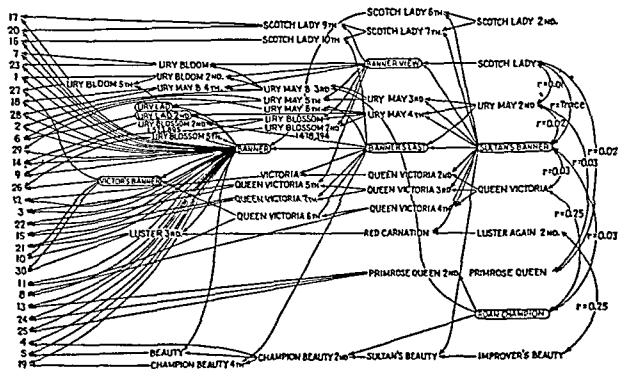 17
20
16
7
23
1
27
18
28
2
6
29
14
9
26
12
3
22
15
21
10
30
11
8
13
24
25
4
5
19
SCOTCH LADY 6TH
SCOTCH LADY 9TH
SCOTCH LADY 7TH
SCOTCH LADY 2ND.
SCOTCH LADY 10TH
URY BLOOM
BANNER VIEW
SCOTCH LADY
URY BLOOM 2ND.
URY BLOOM 5TH
URY MAY 8 4TH
URY MAY 8 3RD
URY MAY 5TH
URY MAY 3RD
URY MAY 2ND
URY LAD
URY MAY 6TH
URY LAD 2ND
URY BLOSSOM
URY MAY 4TH
URY BLOSSOM 2ND
URY BLOSSOM 5TH
1478,194
BANNER
BANNERS LAST
SULTAN'S BANNER
VICTORIA
QUEEN VICTORIA 2ND
VICTOR'S BANNER
QUEEN VICTORIA 5TH
QUEEN VICTORIA 3RD
QUEEN VICTORIA
QUEEN VICTORIA 7TH
QUEEN VICTORIA 4TH
QUEEN VICTORIA 6TH
LUSTER 3RD.
RED CARNATION
LUSTER AGAIN 2ND.
PRIMROSE QUEEN 2ND.
PRIMROSE QUEEN
ROAN CHAMPION
BEAUTY
CHAMPION BEAUTY 2ND
SULTAN'S BEAUTY
IMPROVER'S BEAUTY
CHAMPION BEAUTY 4TH
r=0.01
r=TRACE
r=0.02
r=0.02
r=0.03
r=0.03
r=0.25
r=0.03
r=0.25